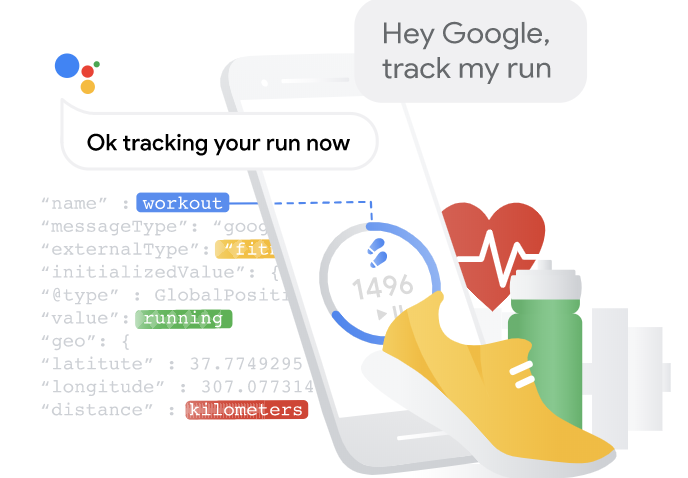 Hey Google,
track my run
Ok tracking your run now
“name” : workout
“messageType”: “goog
“externalType”: “fit
“initializedValue”: {
“@type” : GlobalPositi
“value”: running
“geo”: {
“latitute” : 37.7749295
“longitude” : 307.077314
“distance” : kilometers
1496